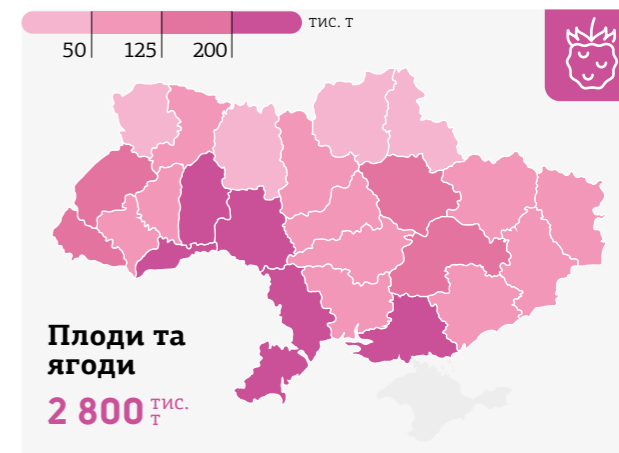 тис. т
50 125 200
Плоди та
ягоди
2 800 тис.
т